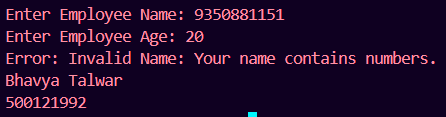 Enter Employee Name: 9350881151
Enter Employee Age: 20
Error: Invalid Name: Your name contains numbers.
Bhavya Talwar
500121992